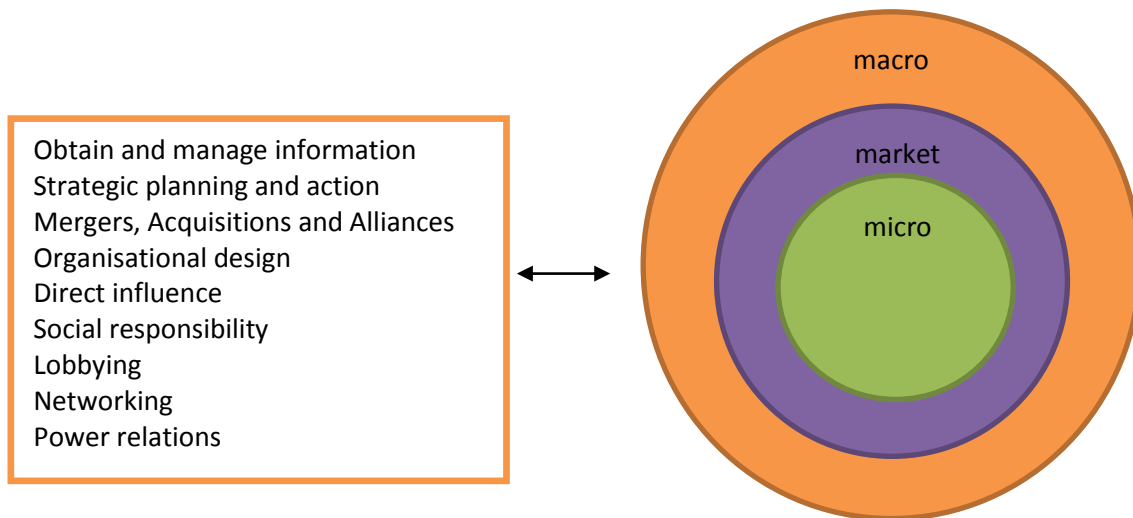 Obtain and manage information
Strategic planning and action
Mergers, Acquisitions and Alliances
Organisational design
Direct influence
Social responsibility
Lobbying
Networking
Power relations
macro
market
micro